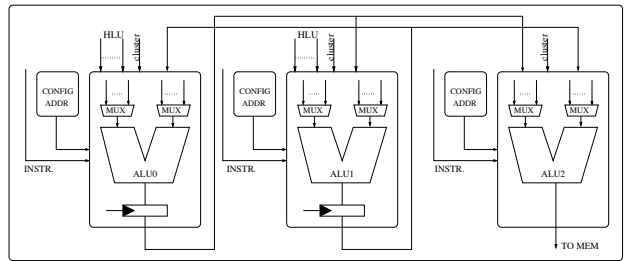 HLU cluster HLU cluster cluster
......... .........
CONFIG ADDR CONFIG ADDR CONFIG ADDR
..... ...... ..... ...... ..... ......
MUX MUX MUX MUX MUX MUX
INSTR. ALU0 INSTR. ALU1 INSTR. ALU2
TO MEM